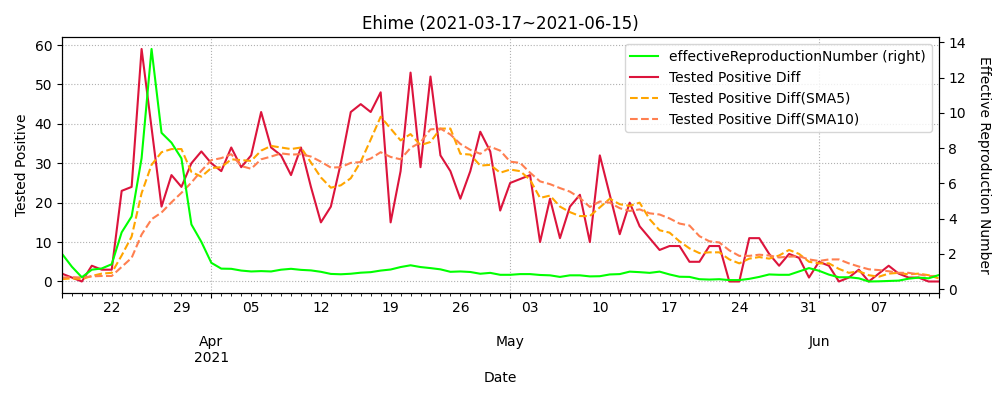 Ehime (2021-03-17~2021-06-15)
effectiveReproductionNumber (right)
Tested Positive Diff
Tested Positive Diff(SMA5)
Tested Positive Diff(SMA10)
Tested Positive
60
50
40
30
20
10
0
14
12
10
8
6
4
2
0
Effective Reproduction Number
22 29 05 12 19 26 03 10 17 24 31 07
Apr May Jun
2021
Date